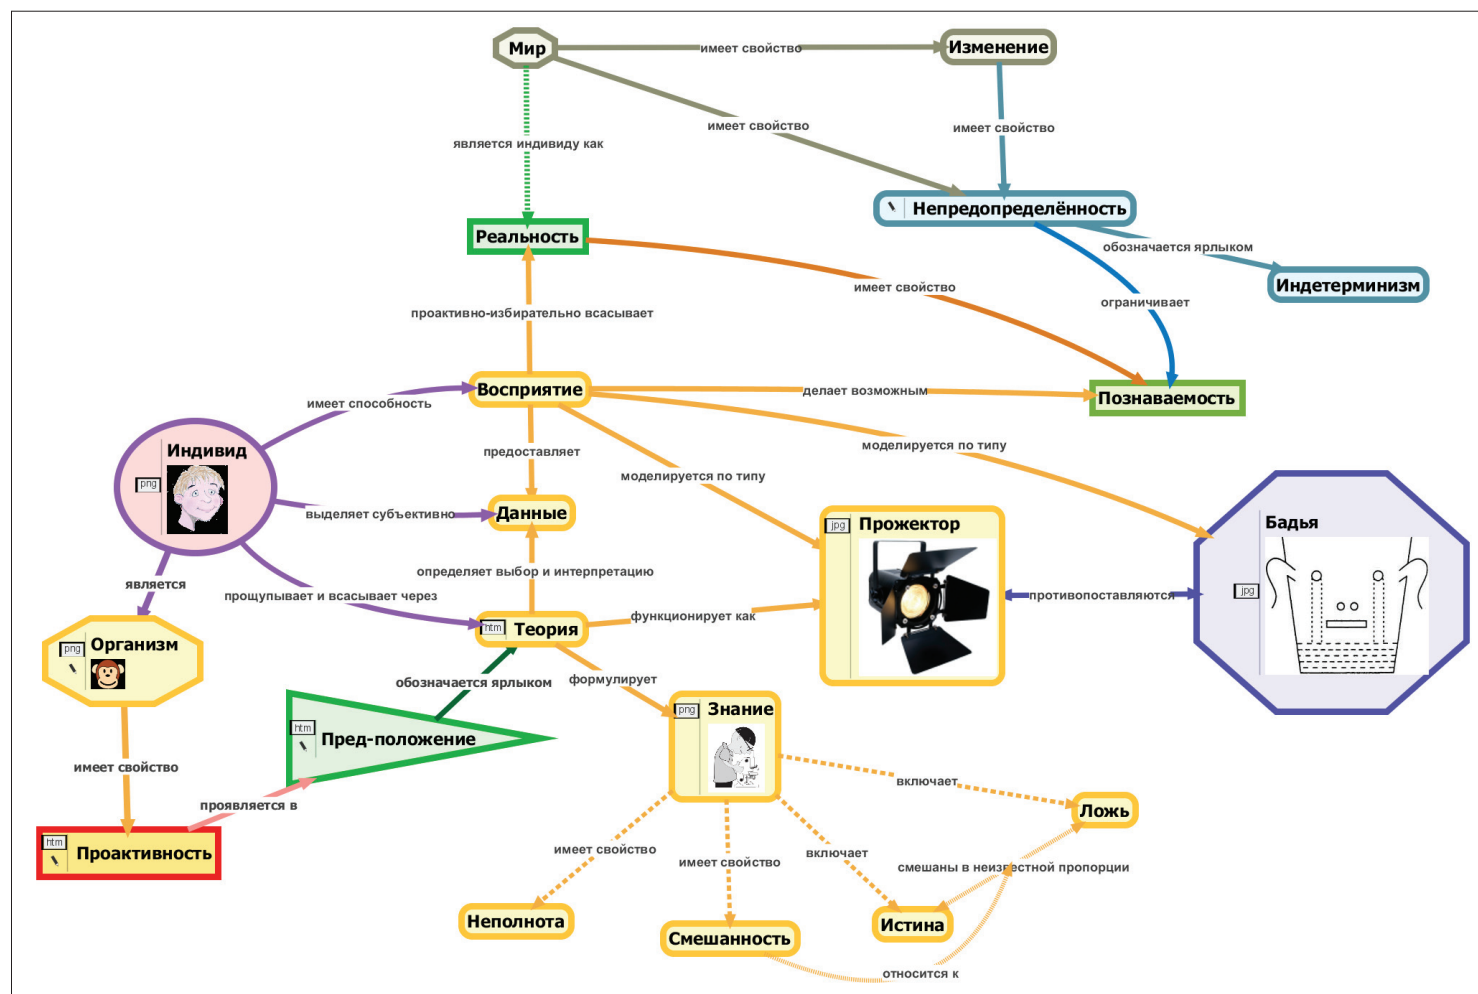 Мир
имеет свойство
Изменение
имеет свойство
имеет свойство
является индивиду как
Непредопределённость
Реальность
обозначается ярлыком
Индетерминизм
имеет свойство
ограничивает
проактивно-избирательно всасывает
Восприятие
делает возможным
Познаваемость
имеет способность
моделируется по типу
Индивид
png
предоставляет
моделируется по типу
выделяет субъективно
Данные
jpg
Прожектор
Бадья
jpg
является
определяет выбор и интерпретацию
прощупывает и всасывает через
противопоставляются
функционирует как
htm
Теория
png
Организм
обозначается ярлыком
формулирует
png
Знание
htm
Пред-положение
имеет свойство
включает
проявляется в
Ложь
htm
Проактивность
имеет свойство
имеет свойство
включает
смешаны в неизвестной пропорции
Неполнота
Смешанность
Истина
относится к